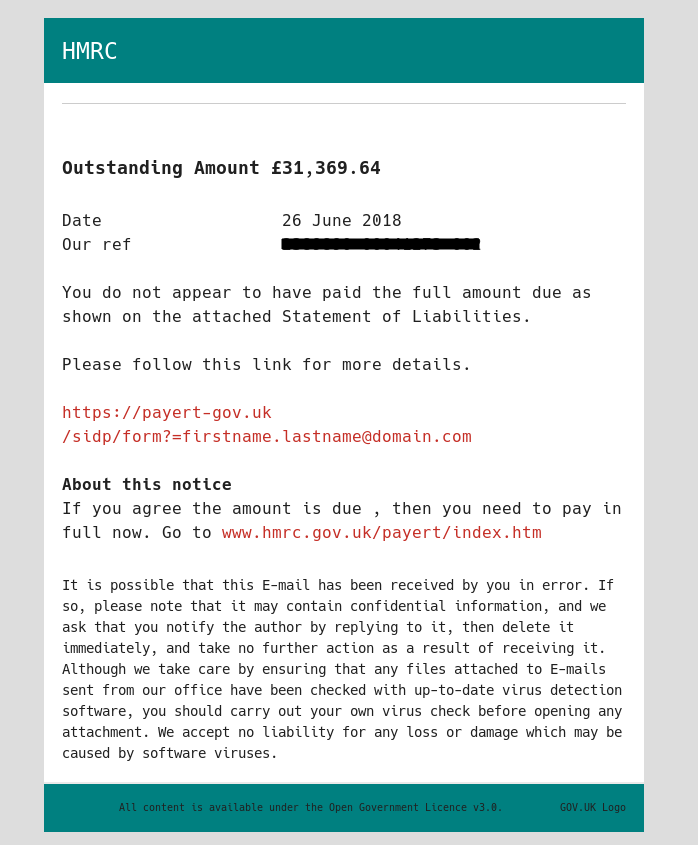 HMRC
Outstanding Amount £31,369.64
Date 26 June 2018
Our ref
You do not appear to have paid the full amount due as
shown on the attached Statement of Liabilities.
Please follow this link for more details.
https://payert-gov.uk
/sidp/form?=firstname.lastname@domain.com
About this notice
If you agree the amount is due , then you need to pay in
full now. Go to www.hmrc.gov.uk/payert/index.htm
It is possible that this E-mail has been received by you in error. If
so, please note that it may contain confidential information, and we
ask that you notify the author by replying to it, then delete it
immediately, and take no further action as a result of receiving it.
Although we take care by ensuring that any files attached to E-mails
sent from our office have been checked with up-to-date virus detection
software, you should carry out your own virus check before opening any
attachment. We accept no liability for any loss or damage which may be
caused by software viruses.
All content is available under the Open Government Licence v3.0. GOV.UK Logo